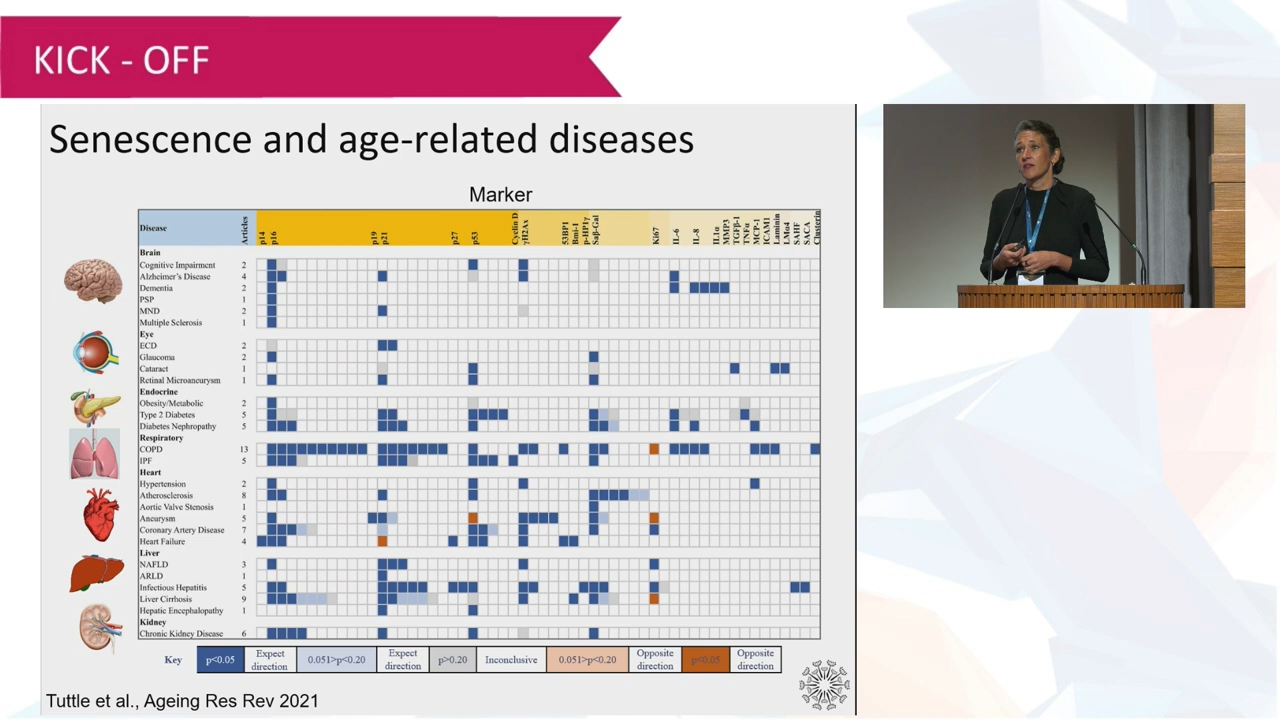 KICK - OFF
Senescence and age-related diseases
Marker
Disease Articles p14 p16 p19 p21 p27 p53 Cyclin D γH2Ax 53BP1 Bmi-1 p-HP1γ Saβ-Gal Ki67 IL-6 IL-8 IL1α MMP3 TGFβ-1 TNFα MCP-1 ICAM1 Laminin LMα4 SAHF SACA Clusterin
Brain
Cognitive Impairment 2
Alzheimer's Disease 4
Dementia 2
PSP 1
MND 2
Multiple Sclerosis 1
Eye
ECD 2
Glaucoma 2
Cataract 1
Retinal Microaneurysm 1
Endocrine
Obesity/Metabolic 2
Type 2 Diabetes 5
Diabetes Nephropathy 5
Respiratory
COPD 13
IPF 5
Heart
Hypertension 2
Atherosclerosis 8
Aortic Valve Stenosis 1
Aneurysm 5
Coronary Artery Disease 7
Heart Failure 4
Liver
NAFLD 3
ARLD 1
Infectious Hepatitis 5
Liver Cirrhosis 9
Hepatic Encephalopathy 1
Kidney
Chronic Kidney Disease 6
Key p<0.05 Expect direction 0.051>p<0.20 Expect direction p>0.20 Inconclusive 0.051>p<0.20 Opposite direction p<0.05 Opposite direction
Tuttle et al., Ageing Res Rev 2021